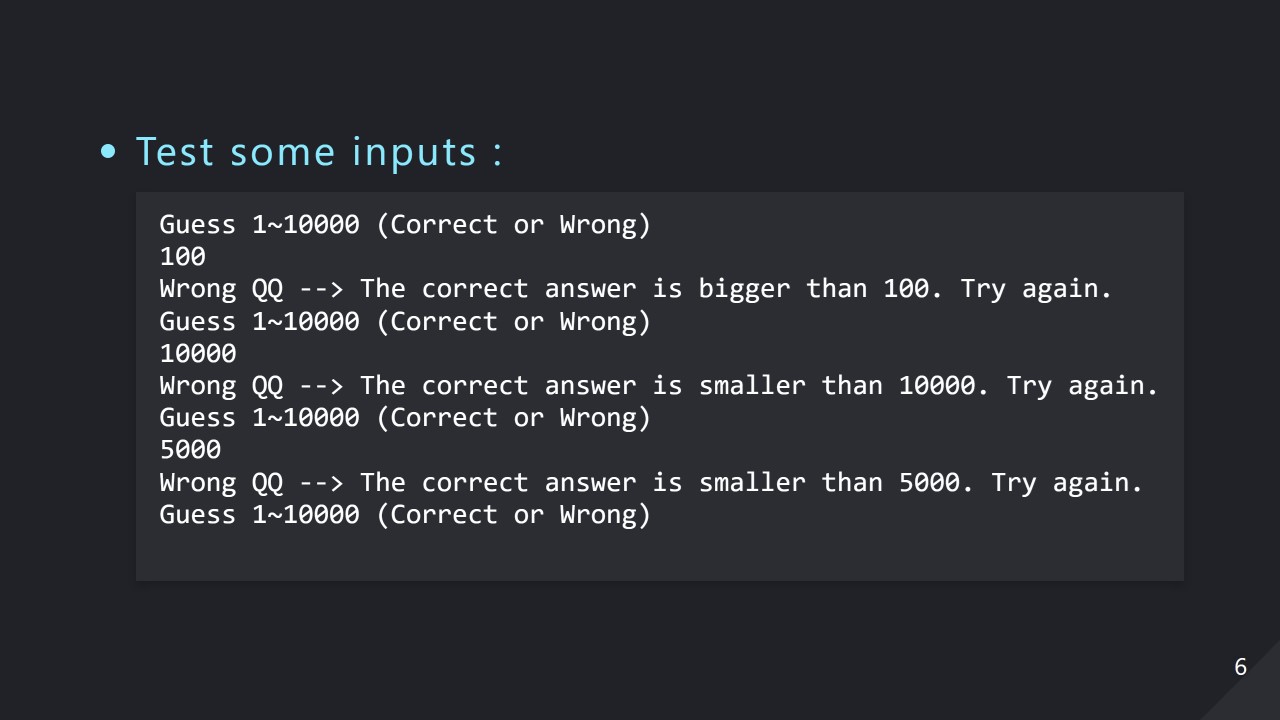 • Test some inputs :
Guess 1~10000 (Correct or Wrong)
100
Wrong QQ --> The correct answer is bigger than 100. Try again.
Guess 1~10000 (Correct or Wrong)
10000
Wrong QQ --> The correct answer is smaller than 10000. Try again.
Guess 1~10000 (Correct or Wrong)
5000
Wrong QQ --> The correct answer is smaller than 5000. Try again.
Guess 1~10000 (Correct or Wrong)
6